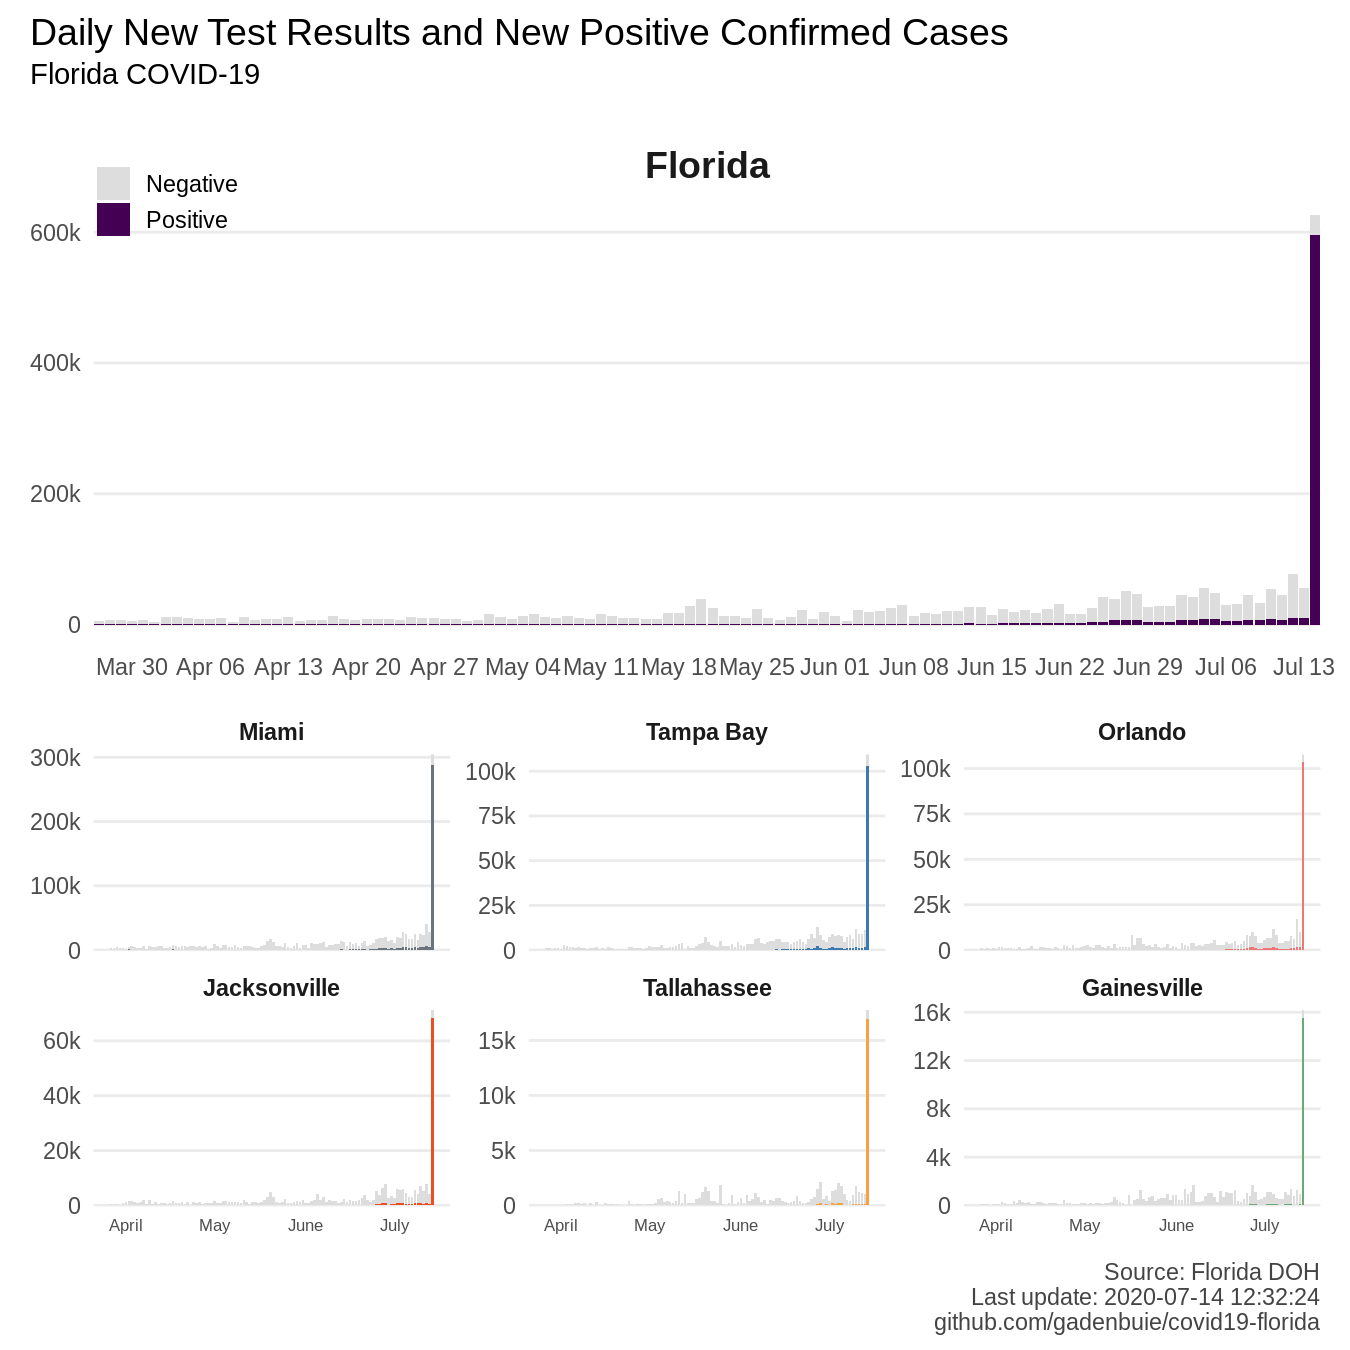 Daily New Test Results and New Positive Confirmed Cases
Florida COVID-19
Florida
Negative
Positive
600k
400k
200k
0
Mar 30 Apr 06 Apr 13 Apr 20 Apr 27 May 04 May 11 May 18 May 25 Jun 01 Jun 08 Jun 15 Jun 22 Jun 29 Jul 06 Jul 13
Miami
300k
200k
100k
0
Tampa Bay
100k
75k
50k
25k
0
Orlando
100k
75k
50k
25k
0
Jacksonville
60k
40k
20k
0
April May June July
Tallahassee
15k
10k
5k
0
April May June July
Gainesville
16k
12k
8k
4k
0
April May June July
Source: Florida DOH
Last update: 2020-07-14 12:32:24
github.com/gadenbuie/covid19-florida